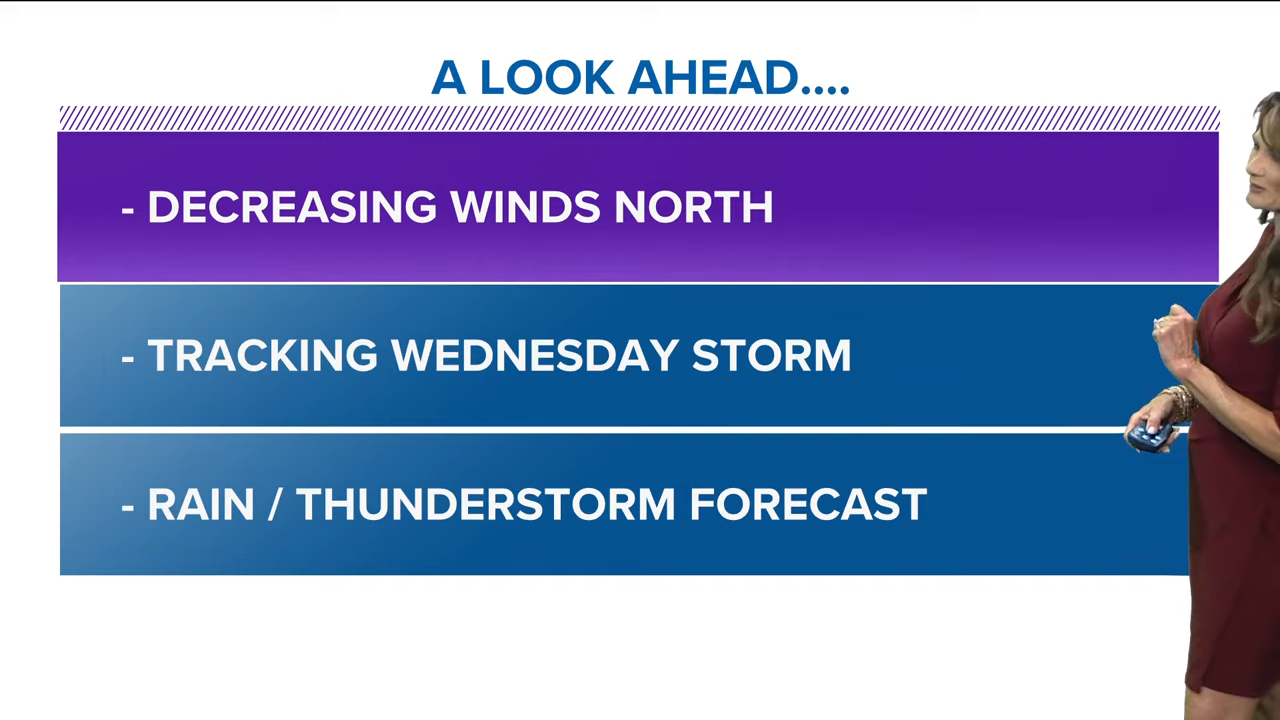 A LOOK AHEAD....
- DECREASING WINDS NORTH
- TRACKING WEDNESDAY STORM
- RAIN / THUNDERSTORM FORECAST